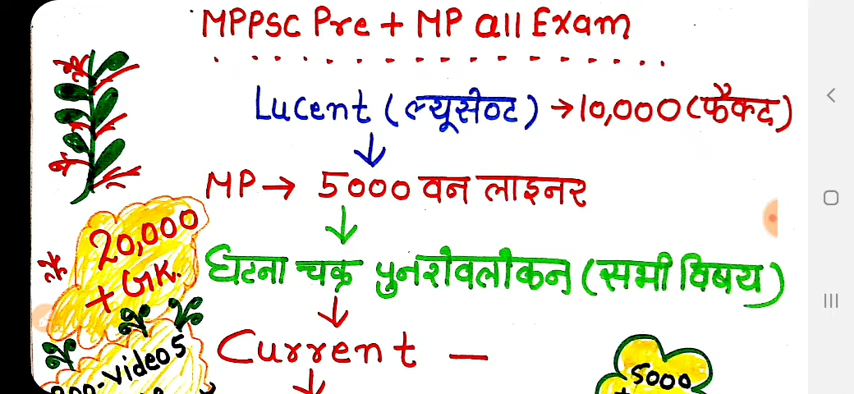 MPPSC Pre + MP all Exam
Lucent (ल्यूसेंट) → 10,000 (फैक्ट)
↓
MP → 5000 वन लाइनर
↓
20,000
+ GK.
घटना चक्र पुनरावलोकन (सभी विषय)
↓
Current —
↓
Videos
5000